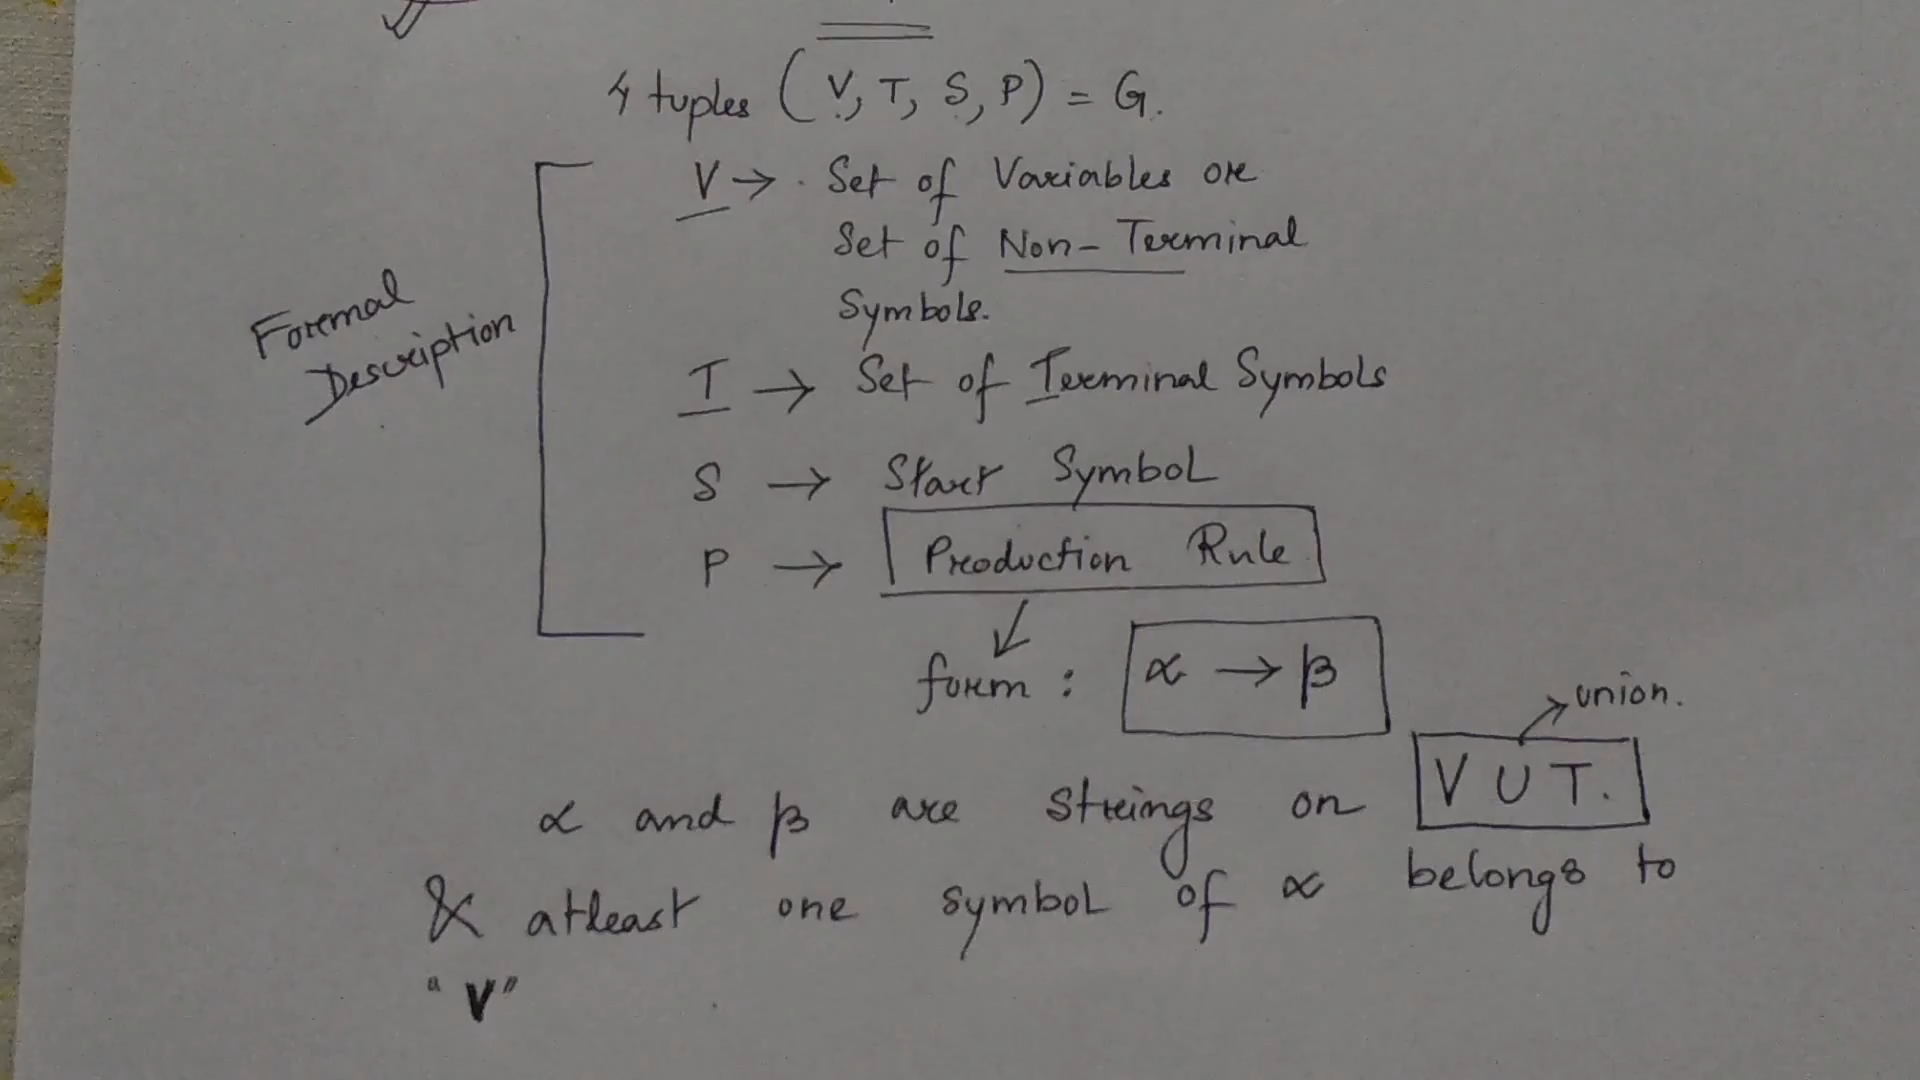 4 tuples (V, T, S, P) = G.
V → Set of Variables or
Set of Non-Terminal
Symbols.
Formal
Description
T → Set of Terminal Symbols
S → Start Symbol
P → Production Rule
form : α → β
union.
α and β are strings on V U T.
& atleast one symbol of α belongs to
"V"